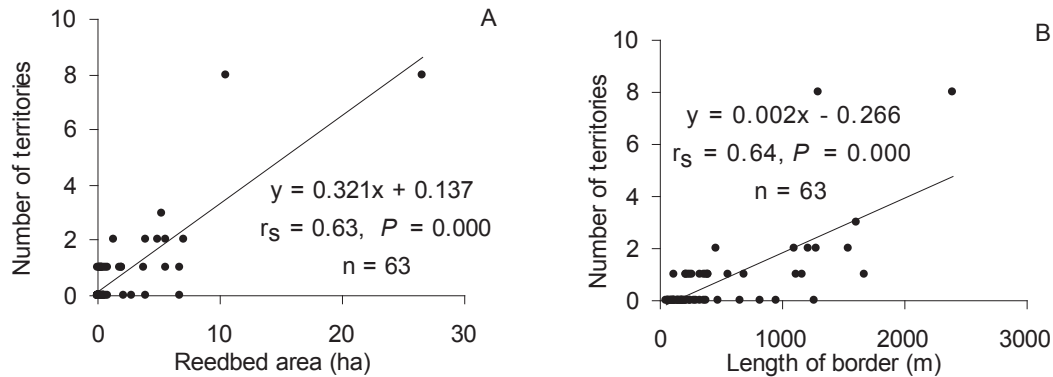 A
10
8
6
4
2
0
Number of territories
y = 0.321x + 0.137
rs = 0.63, P = 0.000
n = 63
0 10 20 30
Reedbed area (ha)
B
10
8
6
4
2
0
Number of territories
y = 0.002x - 0.266
rs = 0.64, P = 0.000
n = 63
0 1000 2000 3000
Length of border (m)